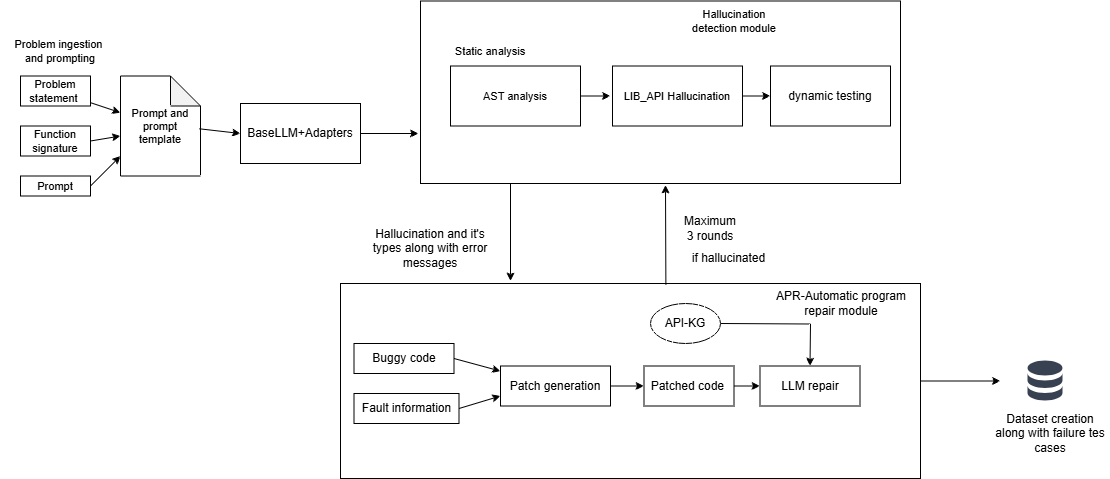 Problem ingestion
and prompting
Problem
statement
Function
signature
Prompt
Prompt and
prompt
template
BaseLLM+Adapters
Hallucination
detection module
Static analysis
AST analysis
LIB_API Hallucination
dynamic testing
Hallucination and it's
types along with error
messages
Maximum
3 rounds
if hallucinated
APR-Automatic program
repair module
API-KG
Buggy code
Fault information
Patch generation
Patched code
LLM repair
Dataset creation
along with failure tes
cases